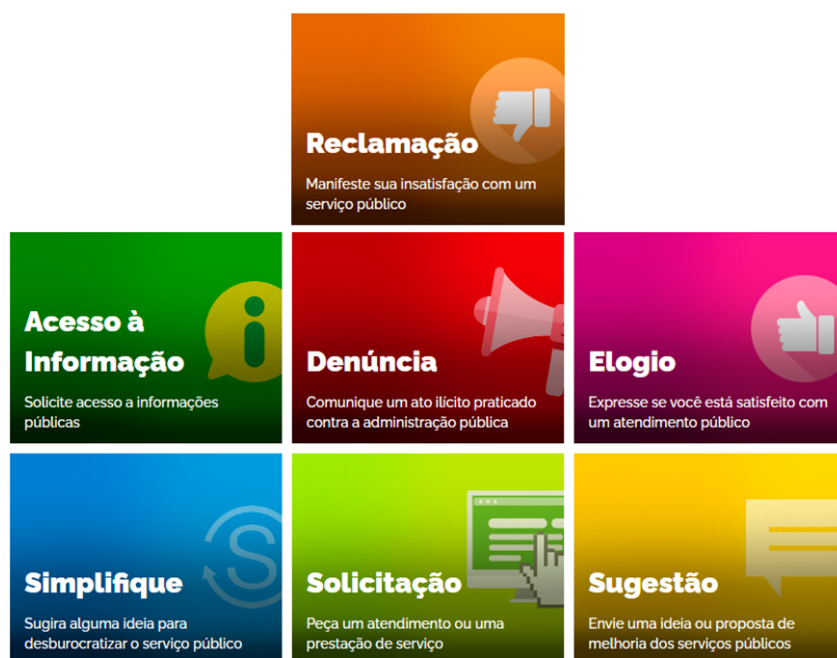 Reclamação
Manifeste sua insatisfação com um
serviço público
Acesso à
Informação
Solicite acesso a informações
públicas
Denúncia
Comunique um ato ilícito praticado
contra a administração pública
Elogio
Expresse se você está satisfeito com
um atendimento público
Simplifique
Sugira alguma ideia para
desburocratizar o serviço público
Solicitação
Peça um atendimento ou uma
prestação de serviço
Sugestão
Envie uma ideia ou proposta de
melhoria dos serviços públicos